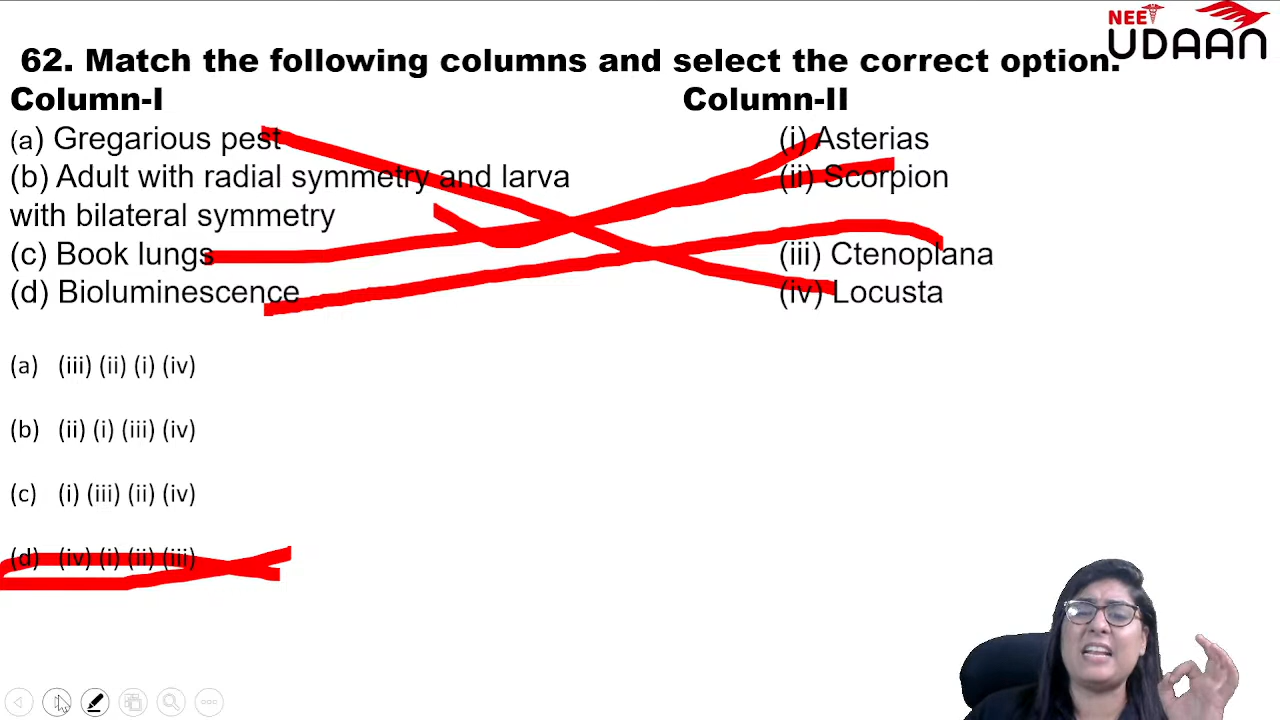 NEET
UDAAN
62. Match the following columns and select the correct option.
Column-I Column-II
(a) Gregarious pest (i) Asterias
(b) Adult with radial symmetry and larva (ii) Scorpion
with bilateral symmetry
(c) Book lungs (iii) Ctenoplana
(d) Bioluminescence (iv) Locusta
(a) (iii) (ii) (i) (iv)
(b) (ii) (i) (iii) (iv)
(c) (i) (iii) (ii) (iv)
(d) (iv) (i) (ii) (iii)